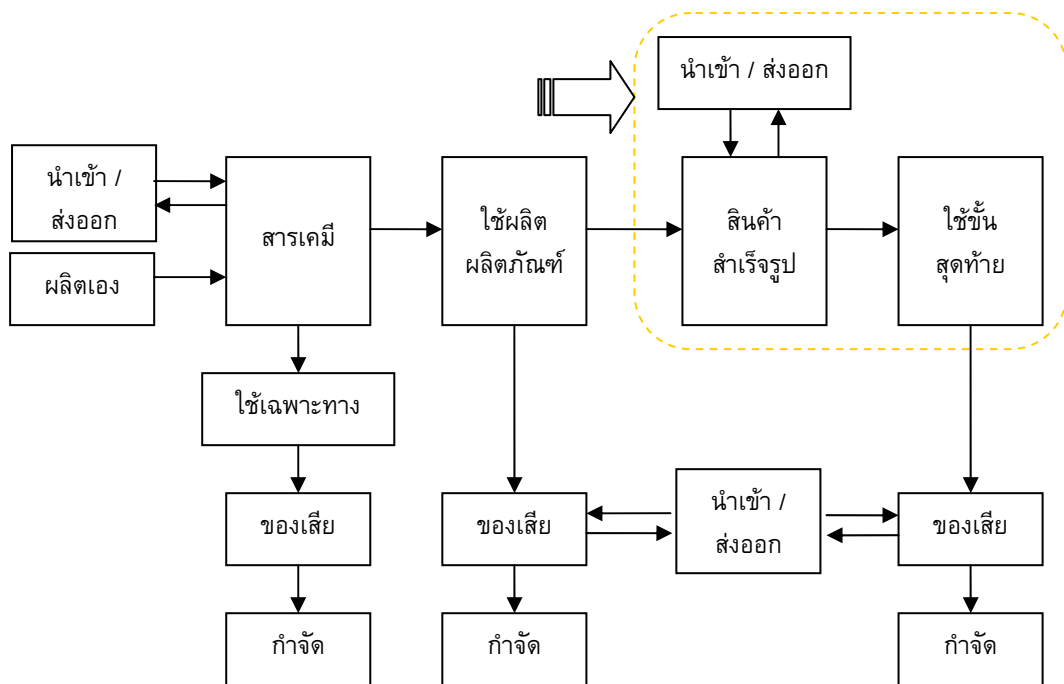 นำเข้า / ส่งออก
นำเข้า /
ส่งออก
ผลิตเอง
สารเคมี
ใช้ผลิต
ผลิตภัณฑ์
สินค้า
สำเร็จรูป
ใช้ขั้น
สุดท้าย
ใช้เฉพาะทาง
ของเสีย
ของเสีย
นำเข้า /
ส่งออก
ของเสีย
กำจัด
กำจัด
กำจัด